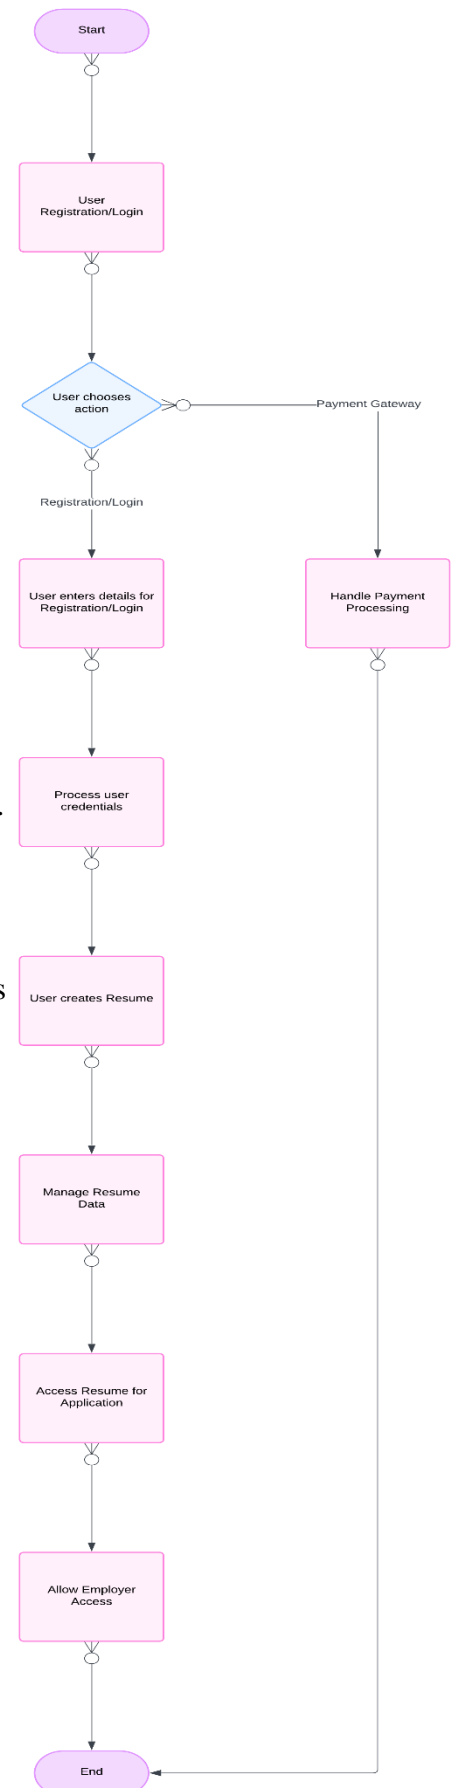 Start
User
Registration/Login
User chooses
action
Payment Gateway
Registration/Login
User enters details for
Registration/Login
Handle Payment
Processing
Process user
credentials
.
User creates Resume
s
Manage Resume
Data
Access Resume for
Application
Allow Employer
Access
End